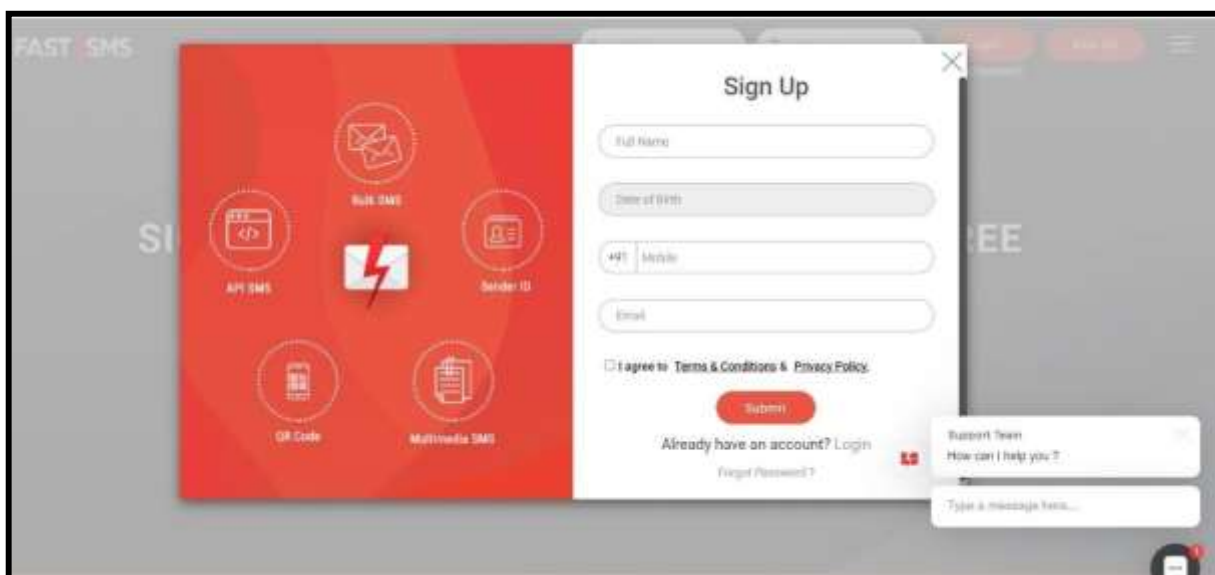 FAST SMS
Sign Up
Full Name
Bulk SMS
Date of Birth
SI
REE
+91 Mobile
API SMS
Sender ID
Email
I agree to Terms & Conditions & Privacy Policy.
Submit
QR Code
Multimedia SMS
Already have an account? Login
Forgot Password ?
Support Team
How can I help you ?
Type a message here...